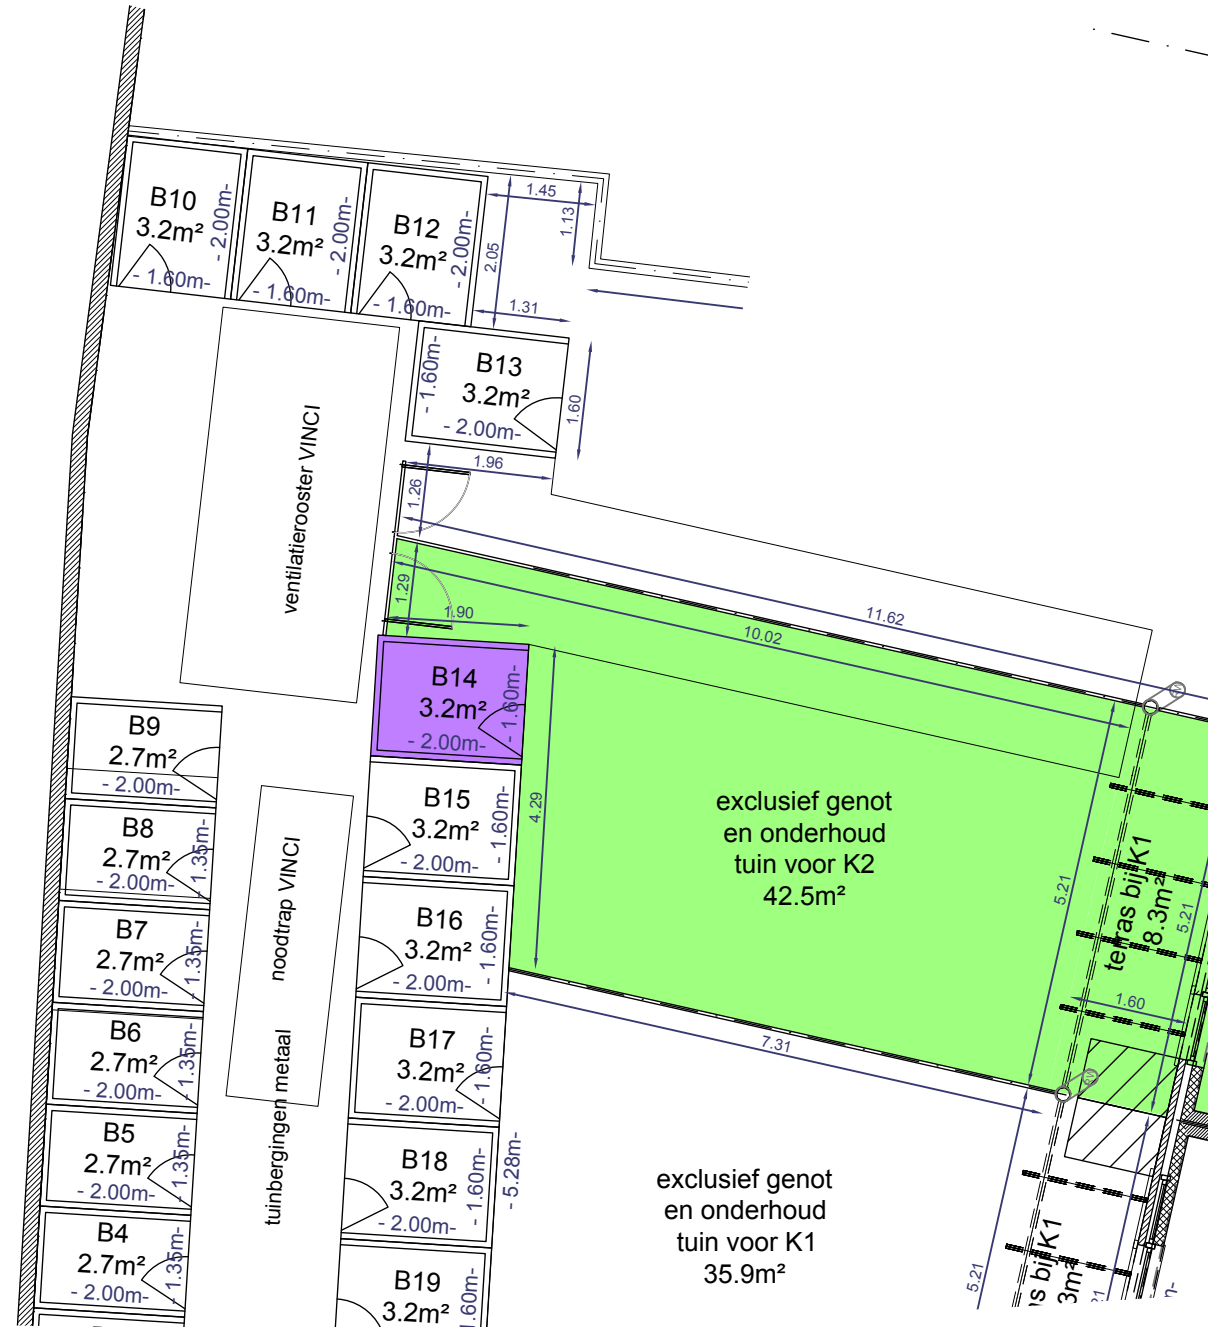 B10
3.2m²
- 2.00m-
- 1.60m-
B11
3.2m²
- 2.00m-
- 1.60m-
B12
3.2m²
- 2.00m-
- 1.60m-
1.45
1.13
2.05
1.31
B13
3.2m²
- 1.60m-
- 2.00m-
1.60
1.96
1.26
ventilatierooster VINCI
11.62
10.02
1.29
1.90
B14
3.2m²
- 1.60m-
- 2.00m-
B9
2.7m²
- 2.00m-
B15
3.2m²
- 1.60m-
- 2.00m-
4.29
exclusief genot
en onderhoud
tuin voor K2
42.5m²
5.21
terras bij K1
8.3m²
5.21
1.60
B8
2.7m²
- 1.35m-
- 2.00m-
noodtrap VINCI
B16
3.2m²
- 1.60m-
- 2.00m-
B7
2.7m²
- 1.35m-
- 2.00m-
B17
3.2m²
- 1.60m-
- 2.00m-
7.31
B6
2.7m²
- 1.35m-
- 2.00m-
tuinbergingen metaal
B5
2.7m²
- 1.35m-
- 2.00m-
B18
3.2m²
- 1.60m-
- 2.00m-
- 5.28m-
exclusief genot
en onderhoud
tuin voor K1
35.9m²
5.21
B4
2.7m²
- 1.35m-
- 2.00m-
B19
3.2m²
1.60m-
bij K1
3m²
21